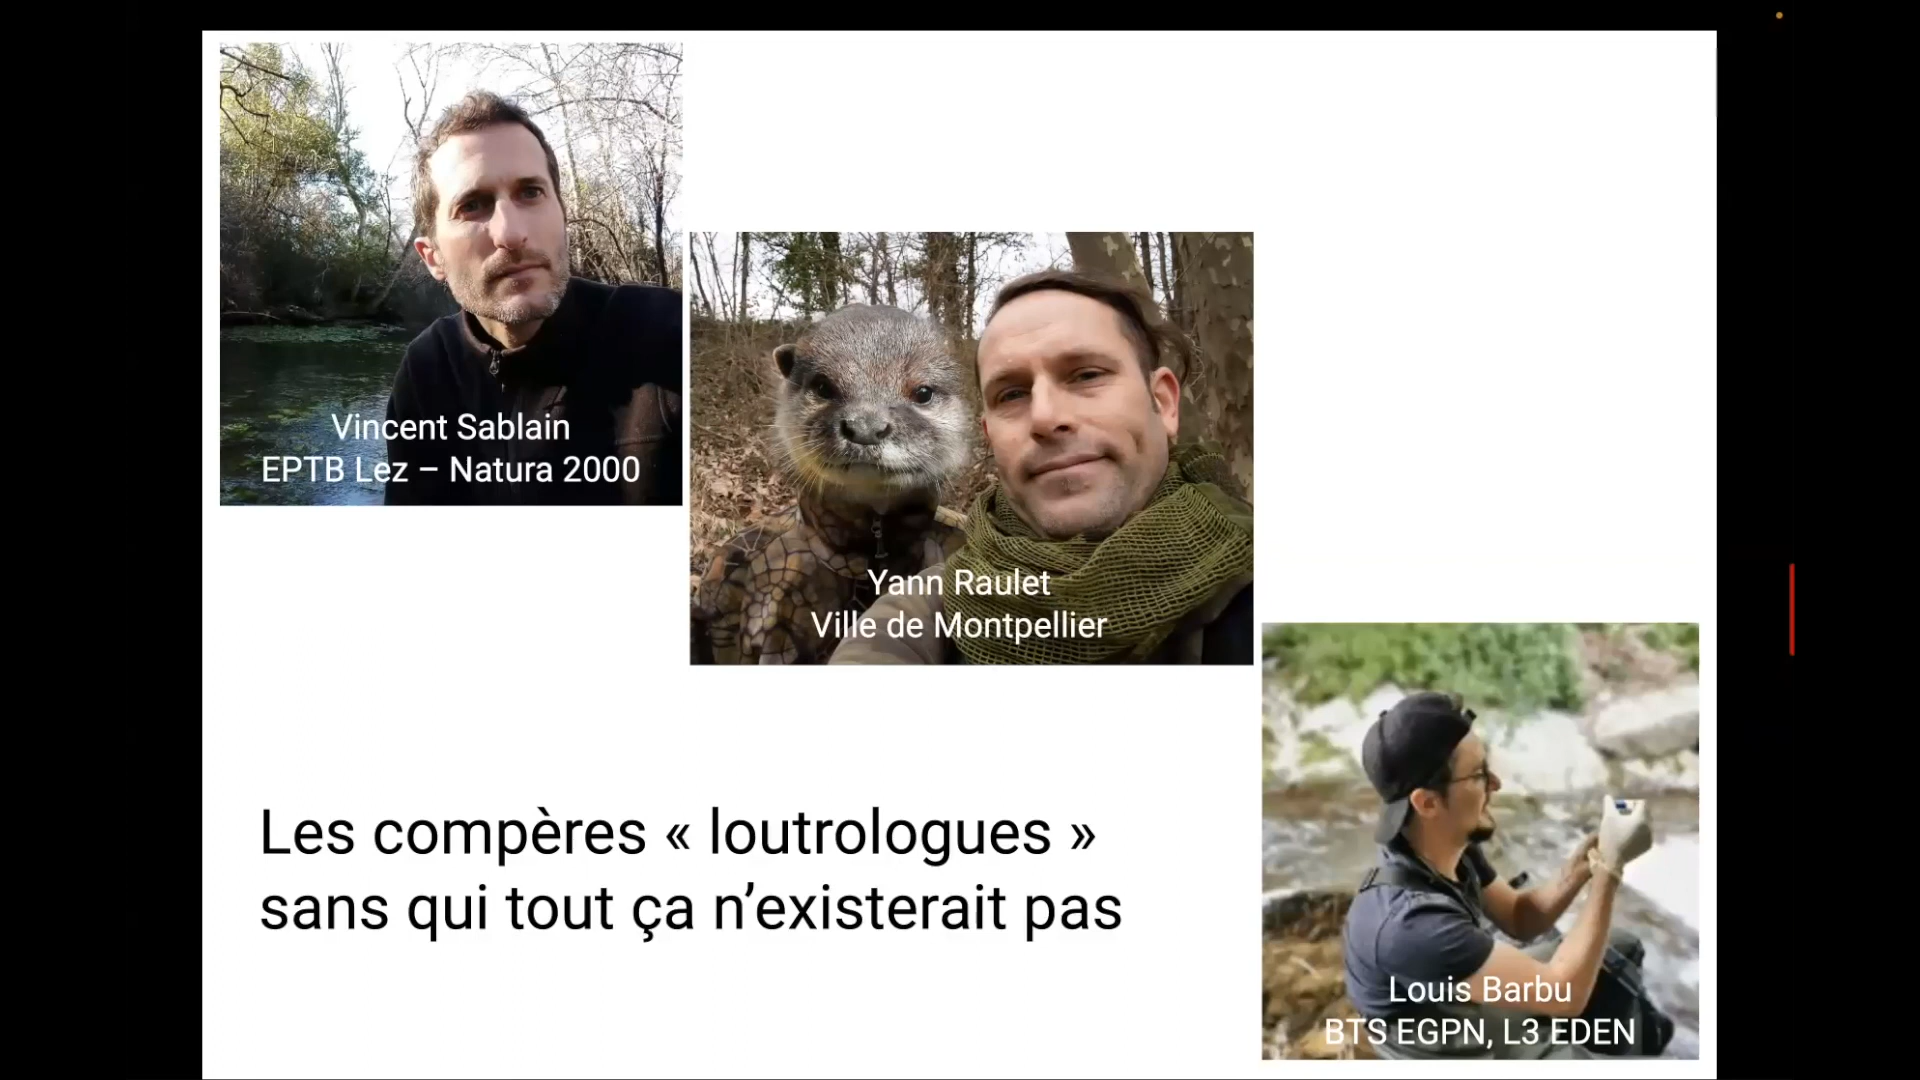 Vincent Sablain
EPTB Lez – Natura 2000
Yann Raulet
Ville de Montpellier
Les compères « loutrologues »
sans qui tout ça n’existerait pas
Louis Barbu
BTS EGPN, L3 EDEN